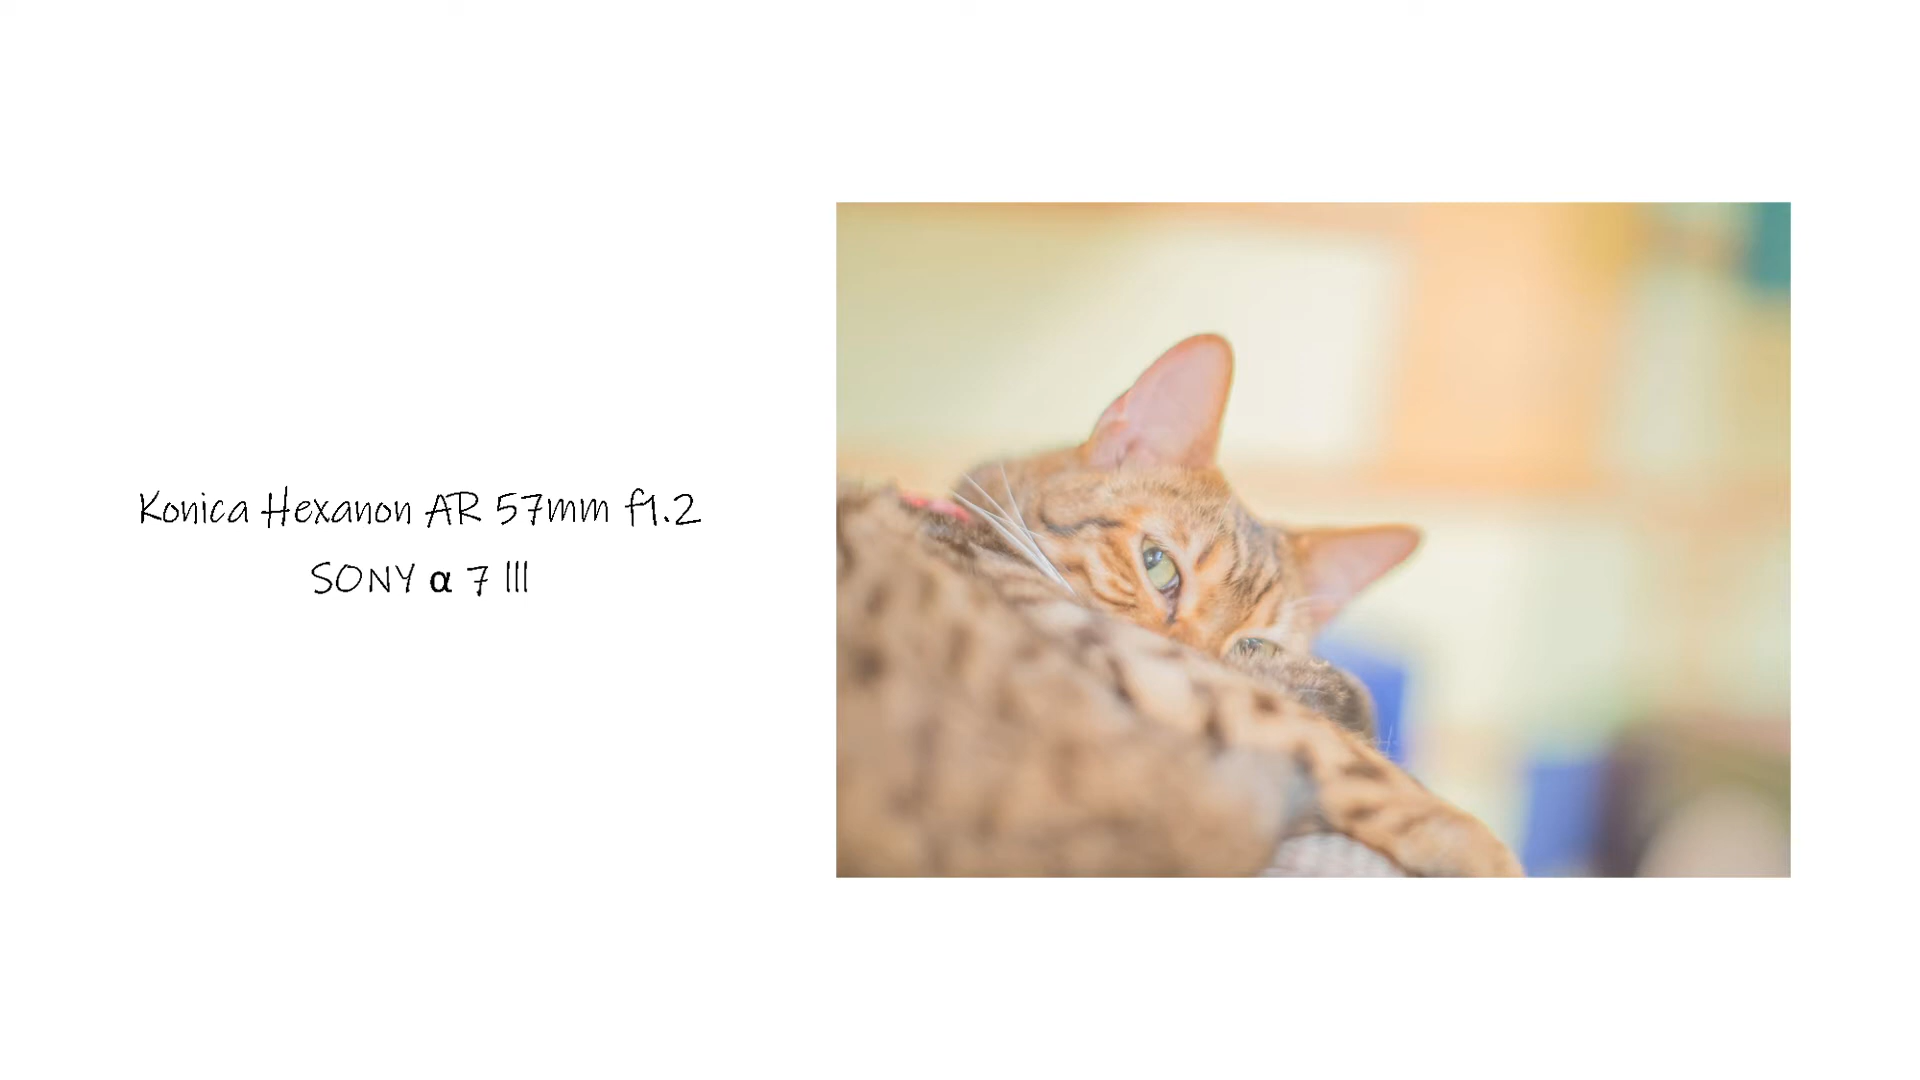 Konica Hexanon AR 57mm f1.2
SONY α 7 III